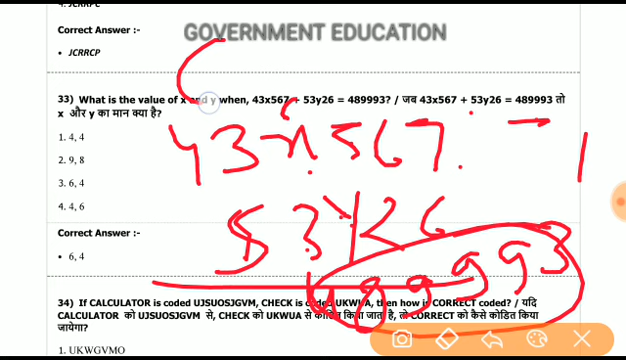 4. JCRRPC
Correct Answer :-
GOVERNMENT EDUCATION
• JCRRCP
33) What is the value of x and y when, 43x567 + 53y26 = 489993? / जब 43x567 + 53y26 = 489993 तो
x और y का मान क्या है?
43x567
1. 4, 4
2. 9, 8
3. 6, 4
53y26
4. 4, 6
Correct Answer :-
• 6, 4
489993
34) If CALCULATOR is coded UJSUOSJGVM, CHECK is coded UKWUA, then how is CORRECT coded? / यदि
CALCULATOR को UJSUOSJGVM से, CHECK को UKWUA से कोडित किया जाता है, तो CORRECT को कैसे कोडित किया
जायेगा?
1. UKWGVMO